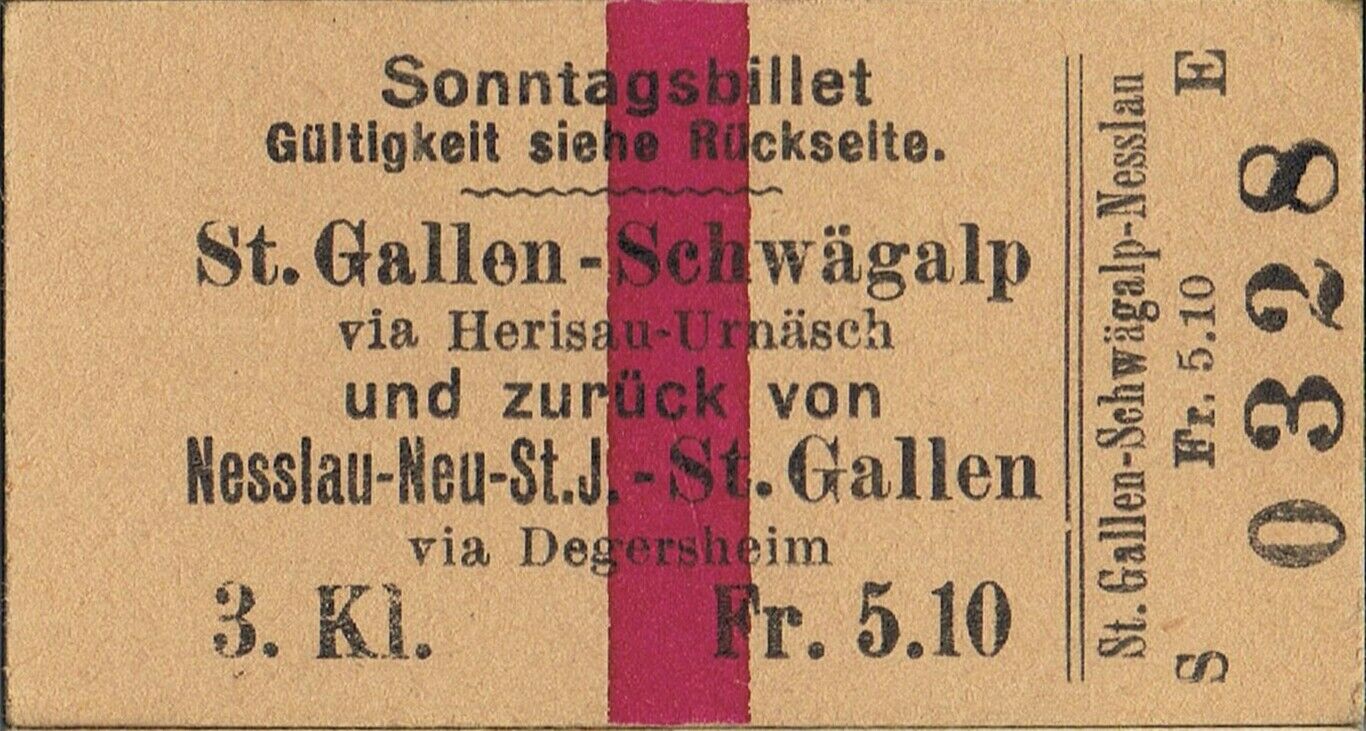 Sonntagsbillet
Gültigkeit siehe Rückseite.
St. Gallen-Schwägalp
via Herisau-Urnäsch
und zurück von
Nesslau-Neu-St.J.-St. Gallen
via Degersheim
3. Kl. Fr. 5.10
St. Gallen-Schwägalp-Nesslau
S Fr. 5.10 E
0328